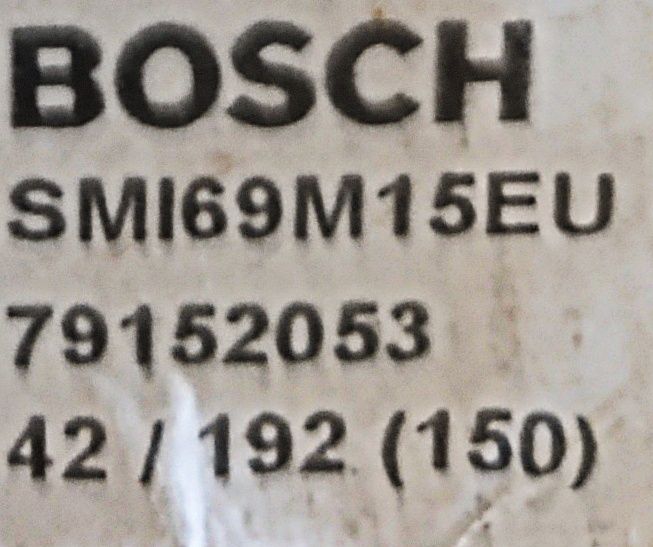 BOSCH
SMI69M15EU
79152053
42 / 192 (150)